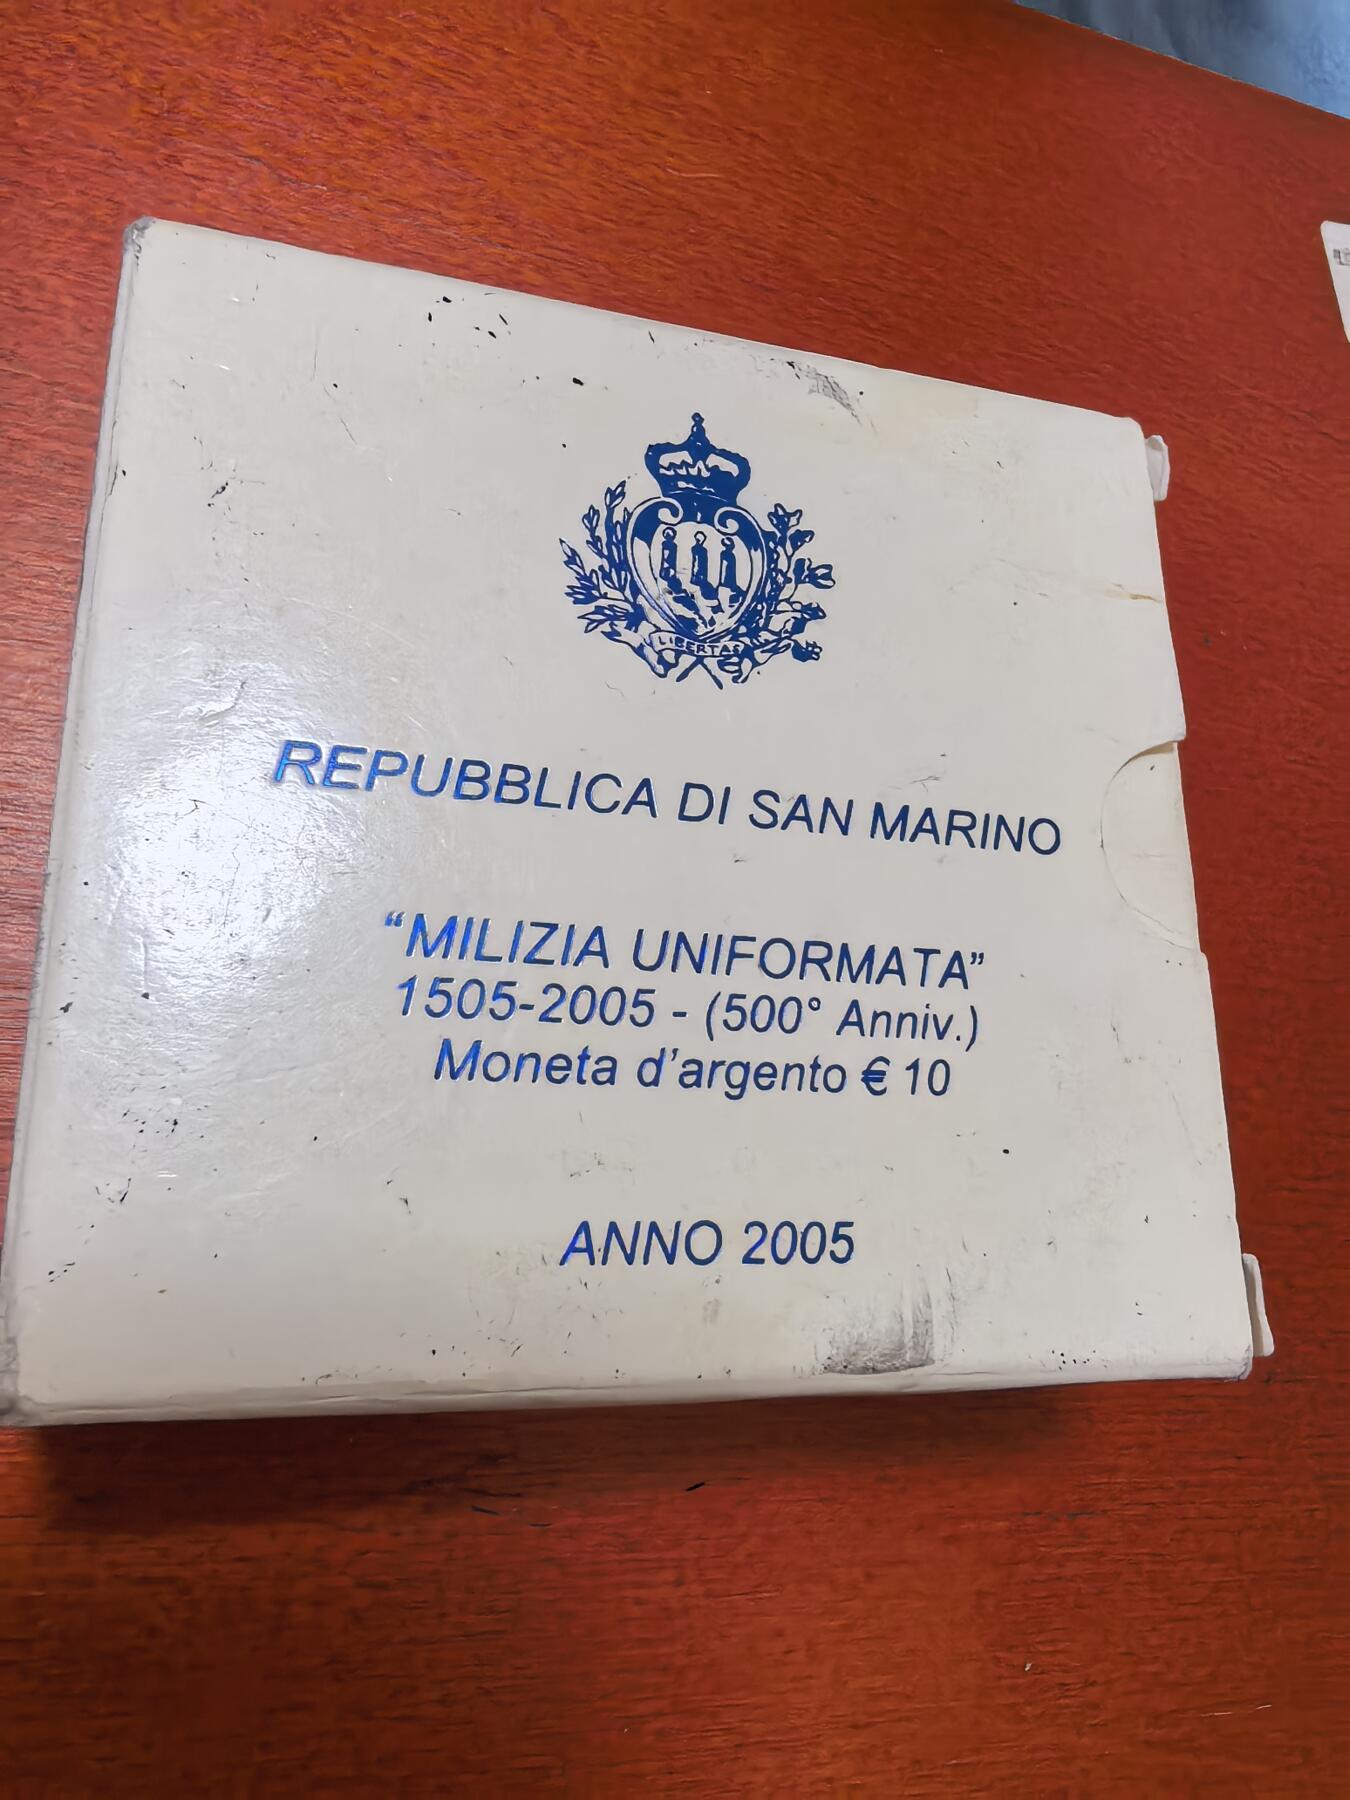 LIBERTAS
REPUBBLICA DI SAN MARINO
“MILIZIA UNIFORMATA”
1505-2005 - (500° Anniv.)
Moneta d’argento € 10
ANNO 2005